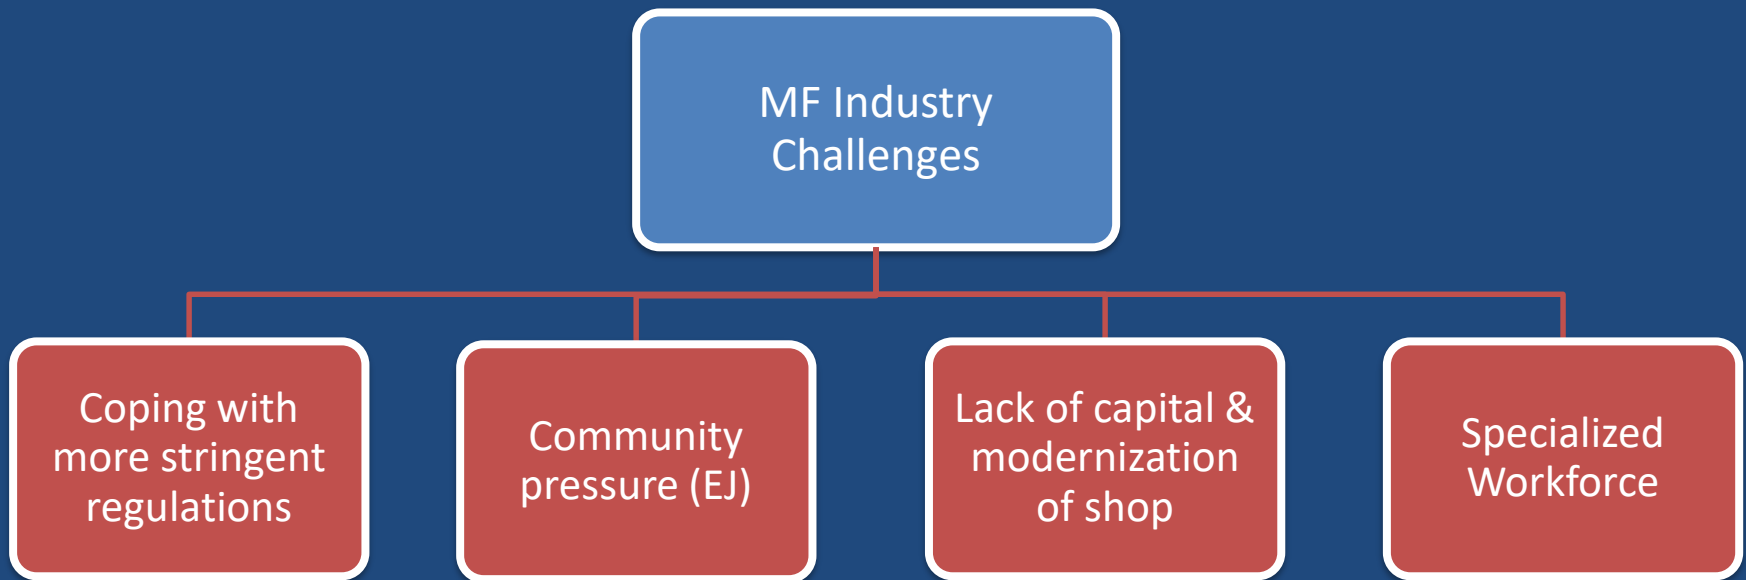 MF Industry
Challenges
Coping with
more stringent
regulations
Community
pressure (EJ)
Lack of capital &
modernization
of shop
Specialized
Workforce